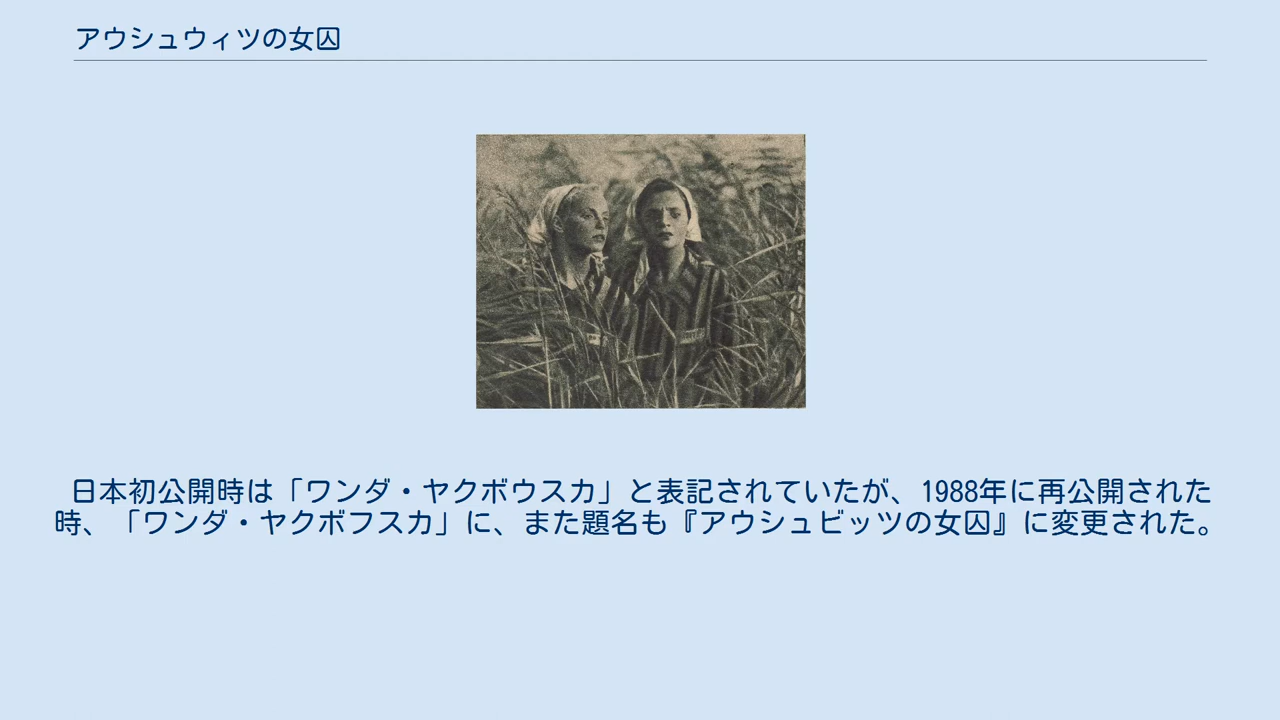 アウシュウィツの女囚
日本初公開時は「ワンダ・ヤクボウスカ」と表記されていたが、1988年に再公開された
時、「ワンダ・ヤクボフスカ」に、また題名も『アウシュビッツの女囚』に変更された。